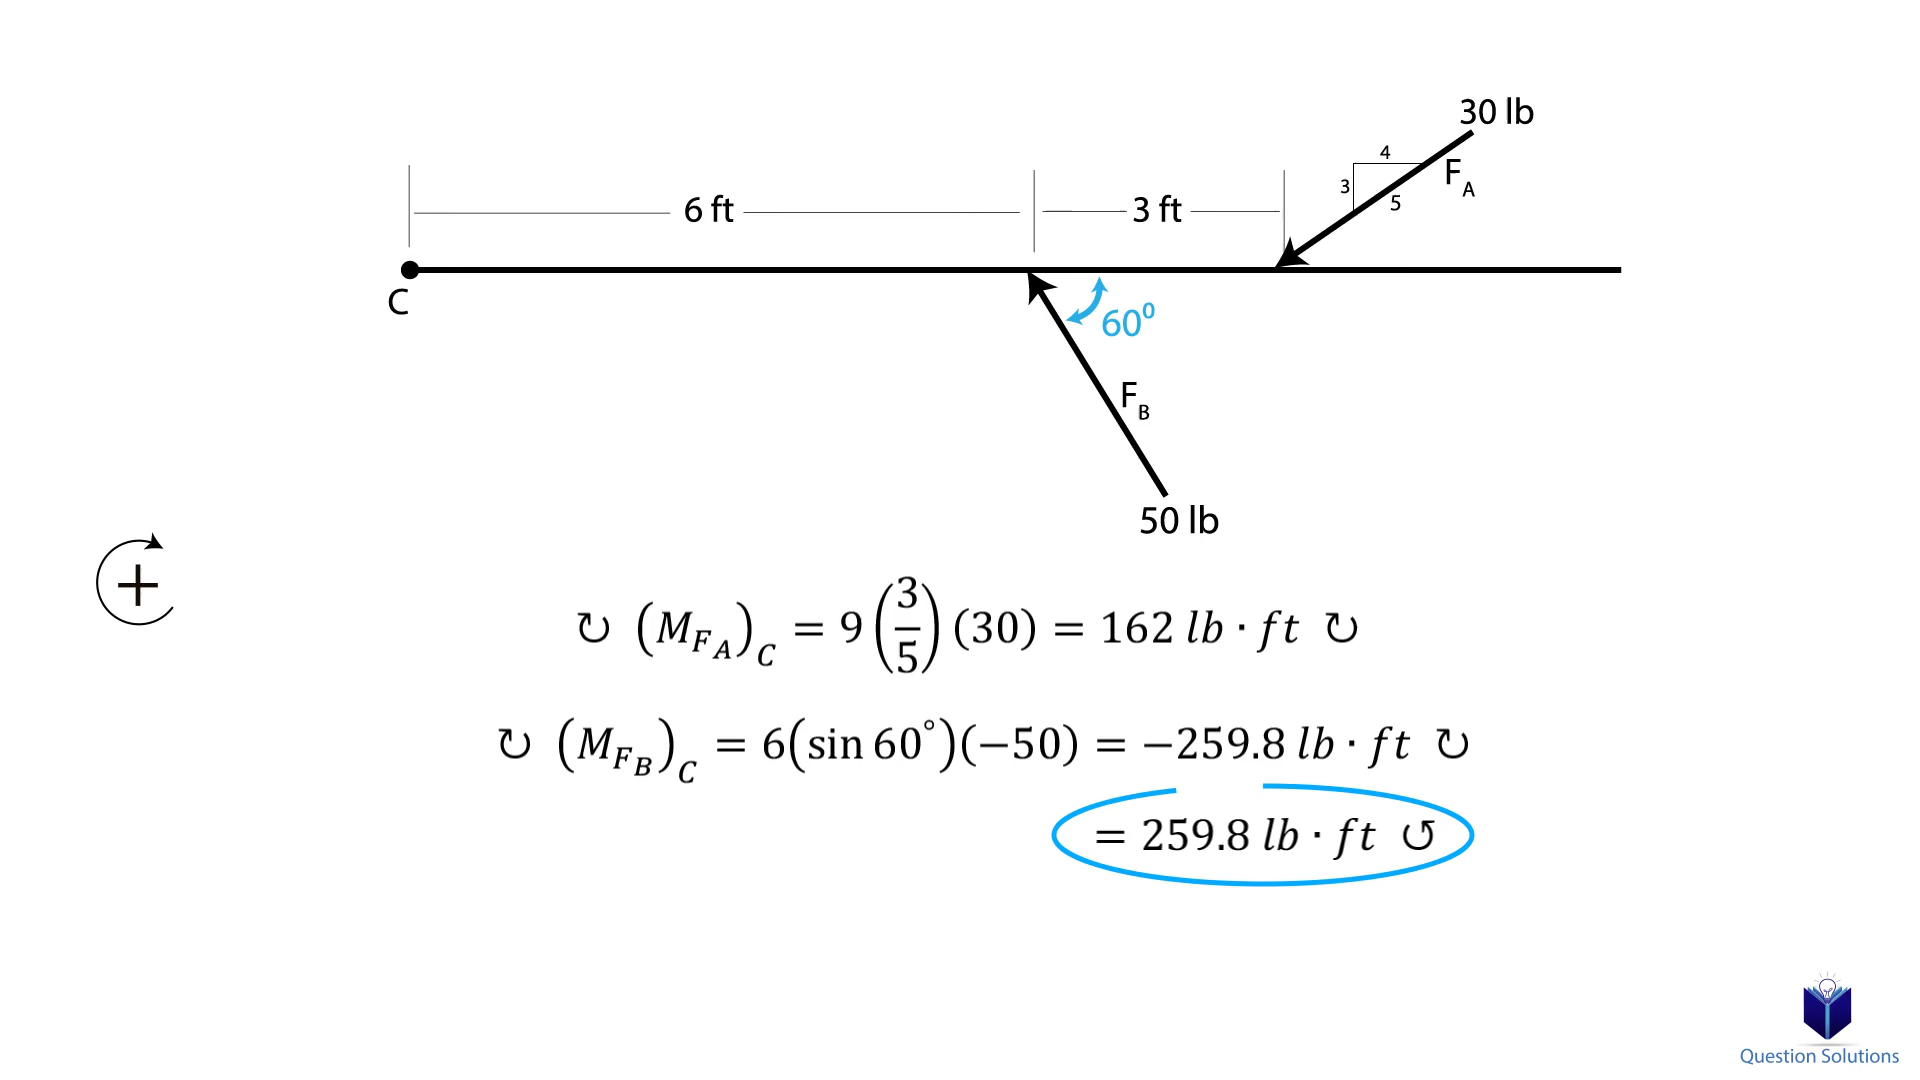 30 lb
4
3
5
F_A
6 ft
3 ft
C
60⁰
F_B
50 lb
+
↻ (M_{F_A})_C = 9 (3/5) (30) = 162 lb · ft ↻
↻ (M_{F_B})_C = 6(sin 60°)(−50) = −259.8 lb · ft ↻
= 259.8 lb · ft ↺
Question Solutions